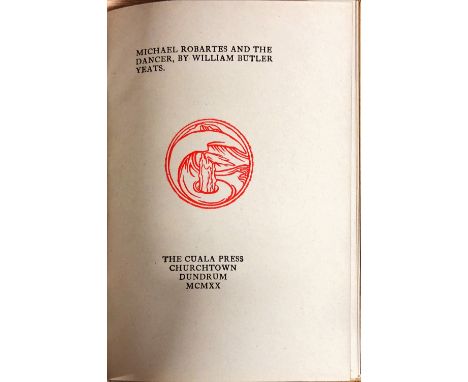 MICHAEL ROBARTES AND THE
DANCER, BY WILLIAM BUTLER
YEATS.
THE CUALA PRESS
CHURCHTOWN
DUNDRUM
MCMXX